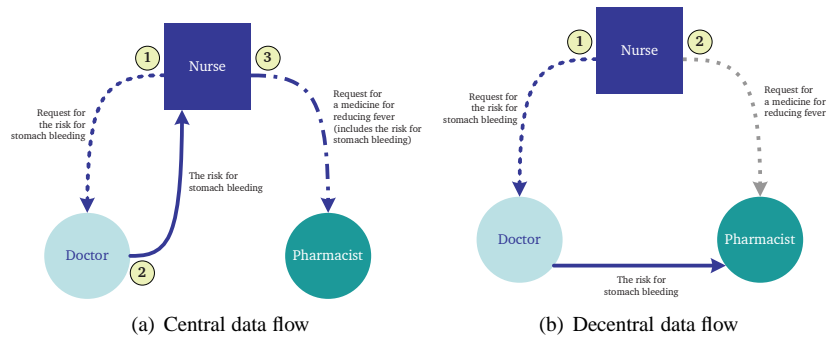 1
Nurse
3
Request for
the risk for
stomach bleeding
Request for
a medicine for
reducing fever
(includes the risk for
stomach bleeding)
The risk for
stomach bleeding
Doctor
2
Pharmacist
(a) Central data flow
1
Nurse
2
Request for
the risk for
stomach bleeding
Request for
a medicine for
reducing fever
Doctor
Pharmacist
The risk for
stomach bleeding
(b) Decentral data flow